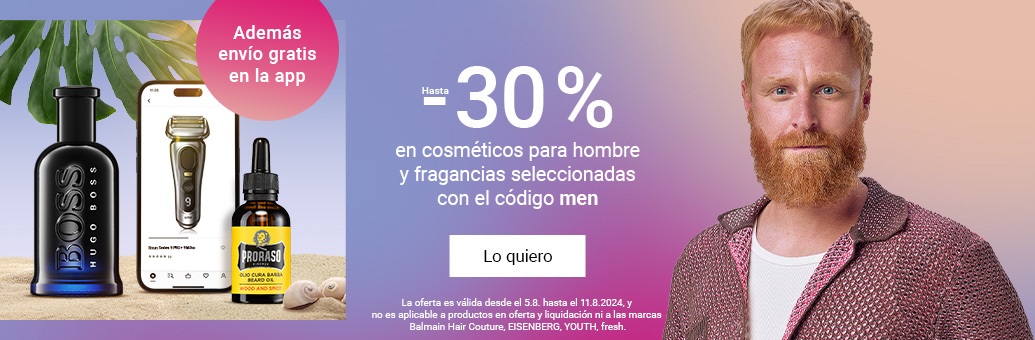 Además
envío gratis
en la app
BOSS
HUGO BOSS
9
PRORASO
OLIO CURA BARBA
BEARD OIL
WOOD AND SPICE
Hasta
-30%
en cosméticos para hombre
y fragancias seleccionadas
con el código men
Lo quiero
La oferta es válida desde el 5.8. hasta el 11.8.2024, y
no es aplicable a productos en oferta y liquidación ni a las marcas
Balmain Hair Couture, EISENBERG, YOUTH, fresh.